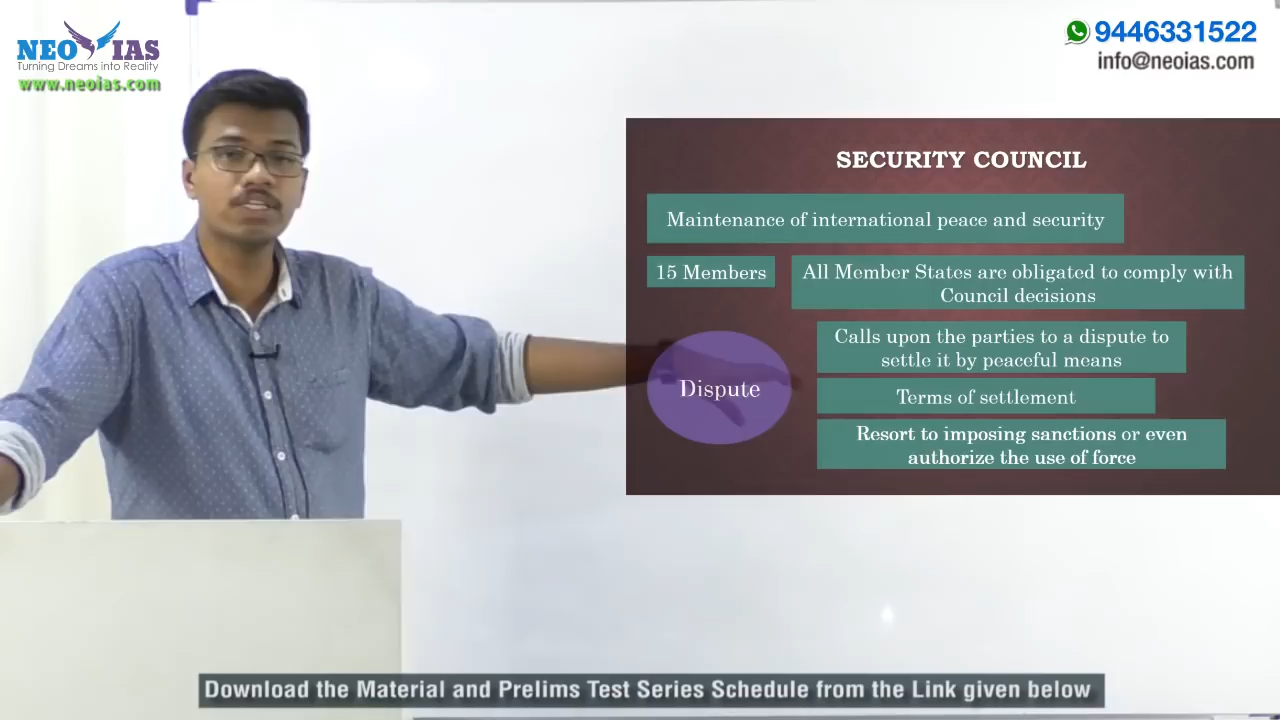 NEO IAS
Turning Dreams into Reality
www.neoias.com
9446331522
info@neoias.com
SECURITY COUNCIL
Maintenance of international peace and security
15 Members
All Member States are obligated to comply with
Council decisions
Dispute
Calls upon the parties to a dispute to
settle it by peaceful means
Terms of settlement
Resort to imposing sanctions or even
authorize the use of force
Download the Material and Prelims Test Series Schedule from the Link given below